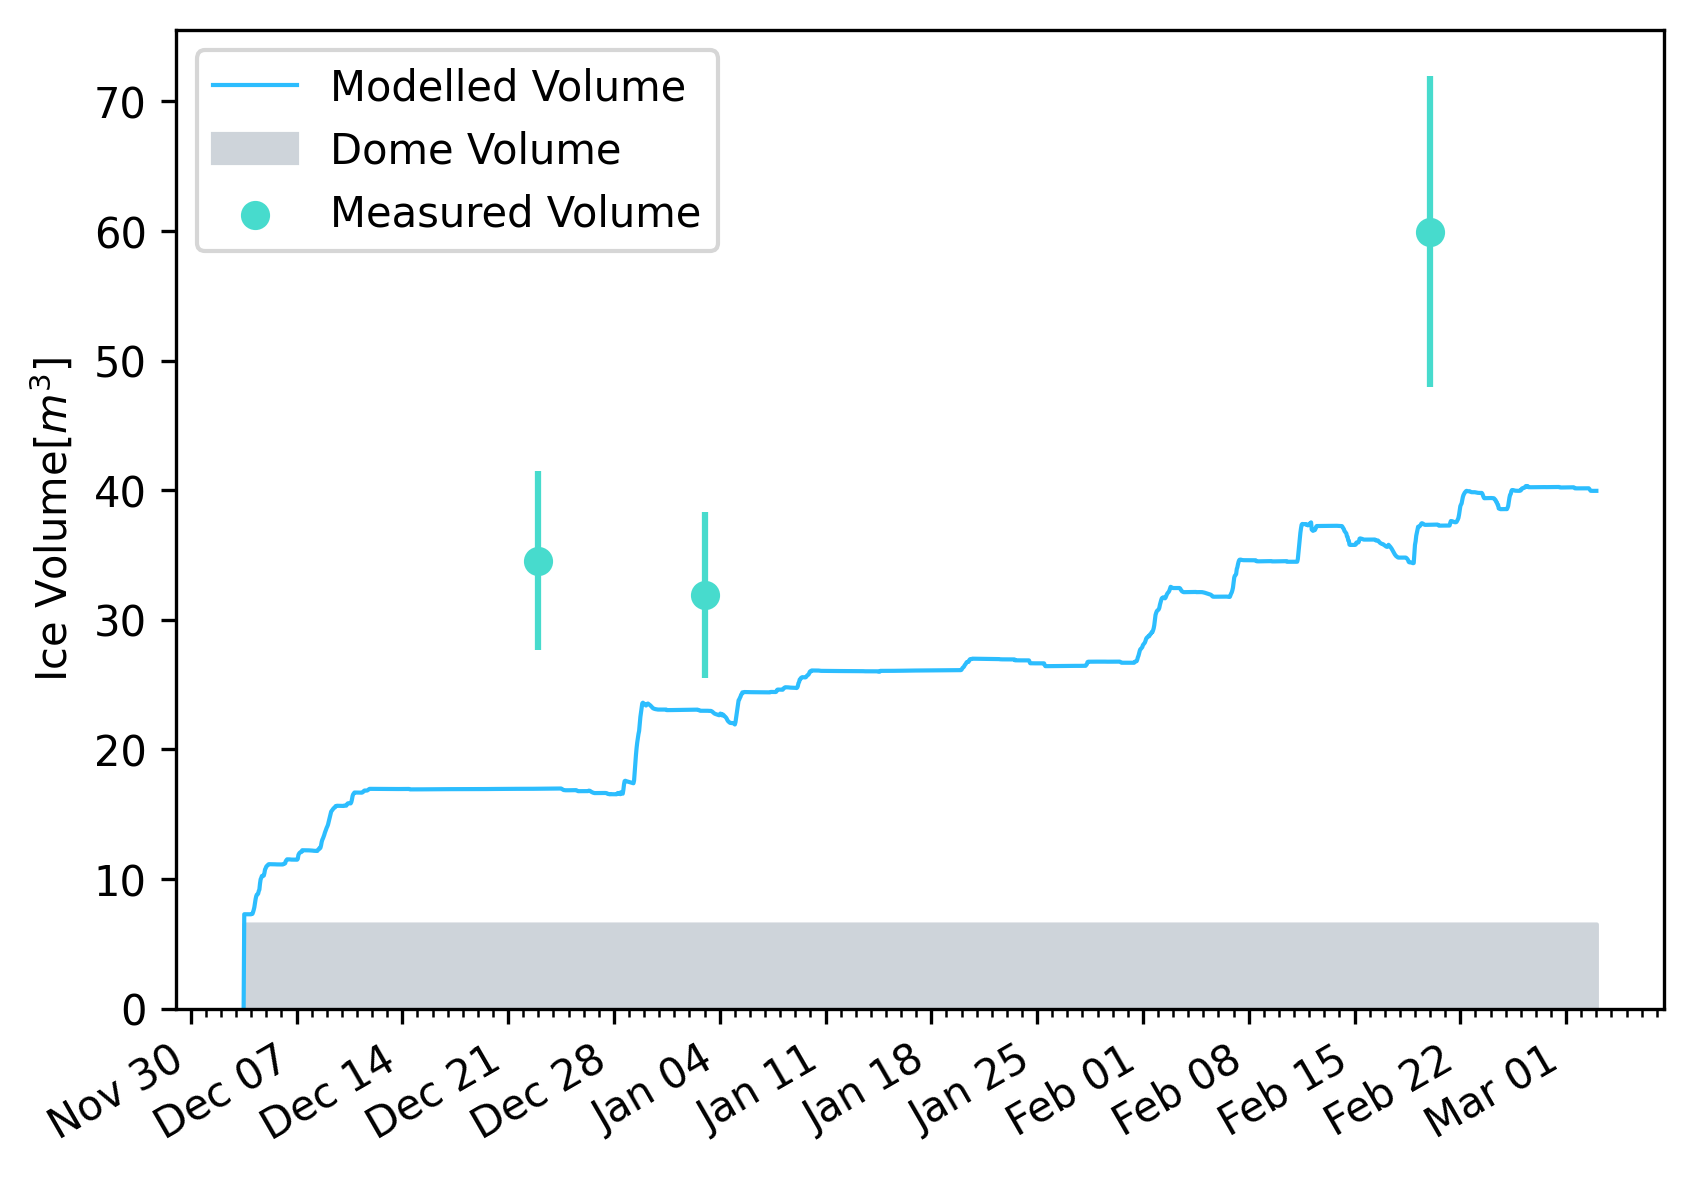 Modelled Volume
Dome Volume
Measured Volume
Ice Volume[m³]
70
60
50
40
30
20
10
0
Nov 30
Dec 07
Dec 14
Dec 21
Dec 28
Jan 04
Jan 11
Jan 18
Jan 25
Feb 01
Feb 08
Feb 15
Feb 22
Mar 01